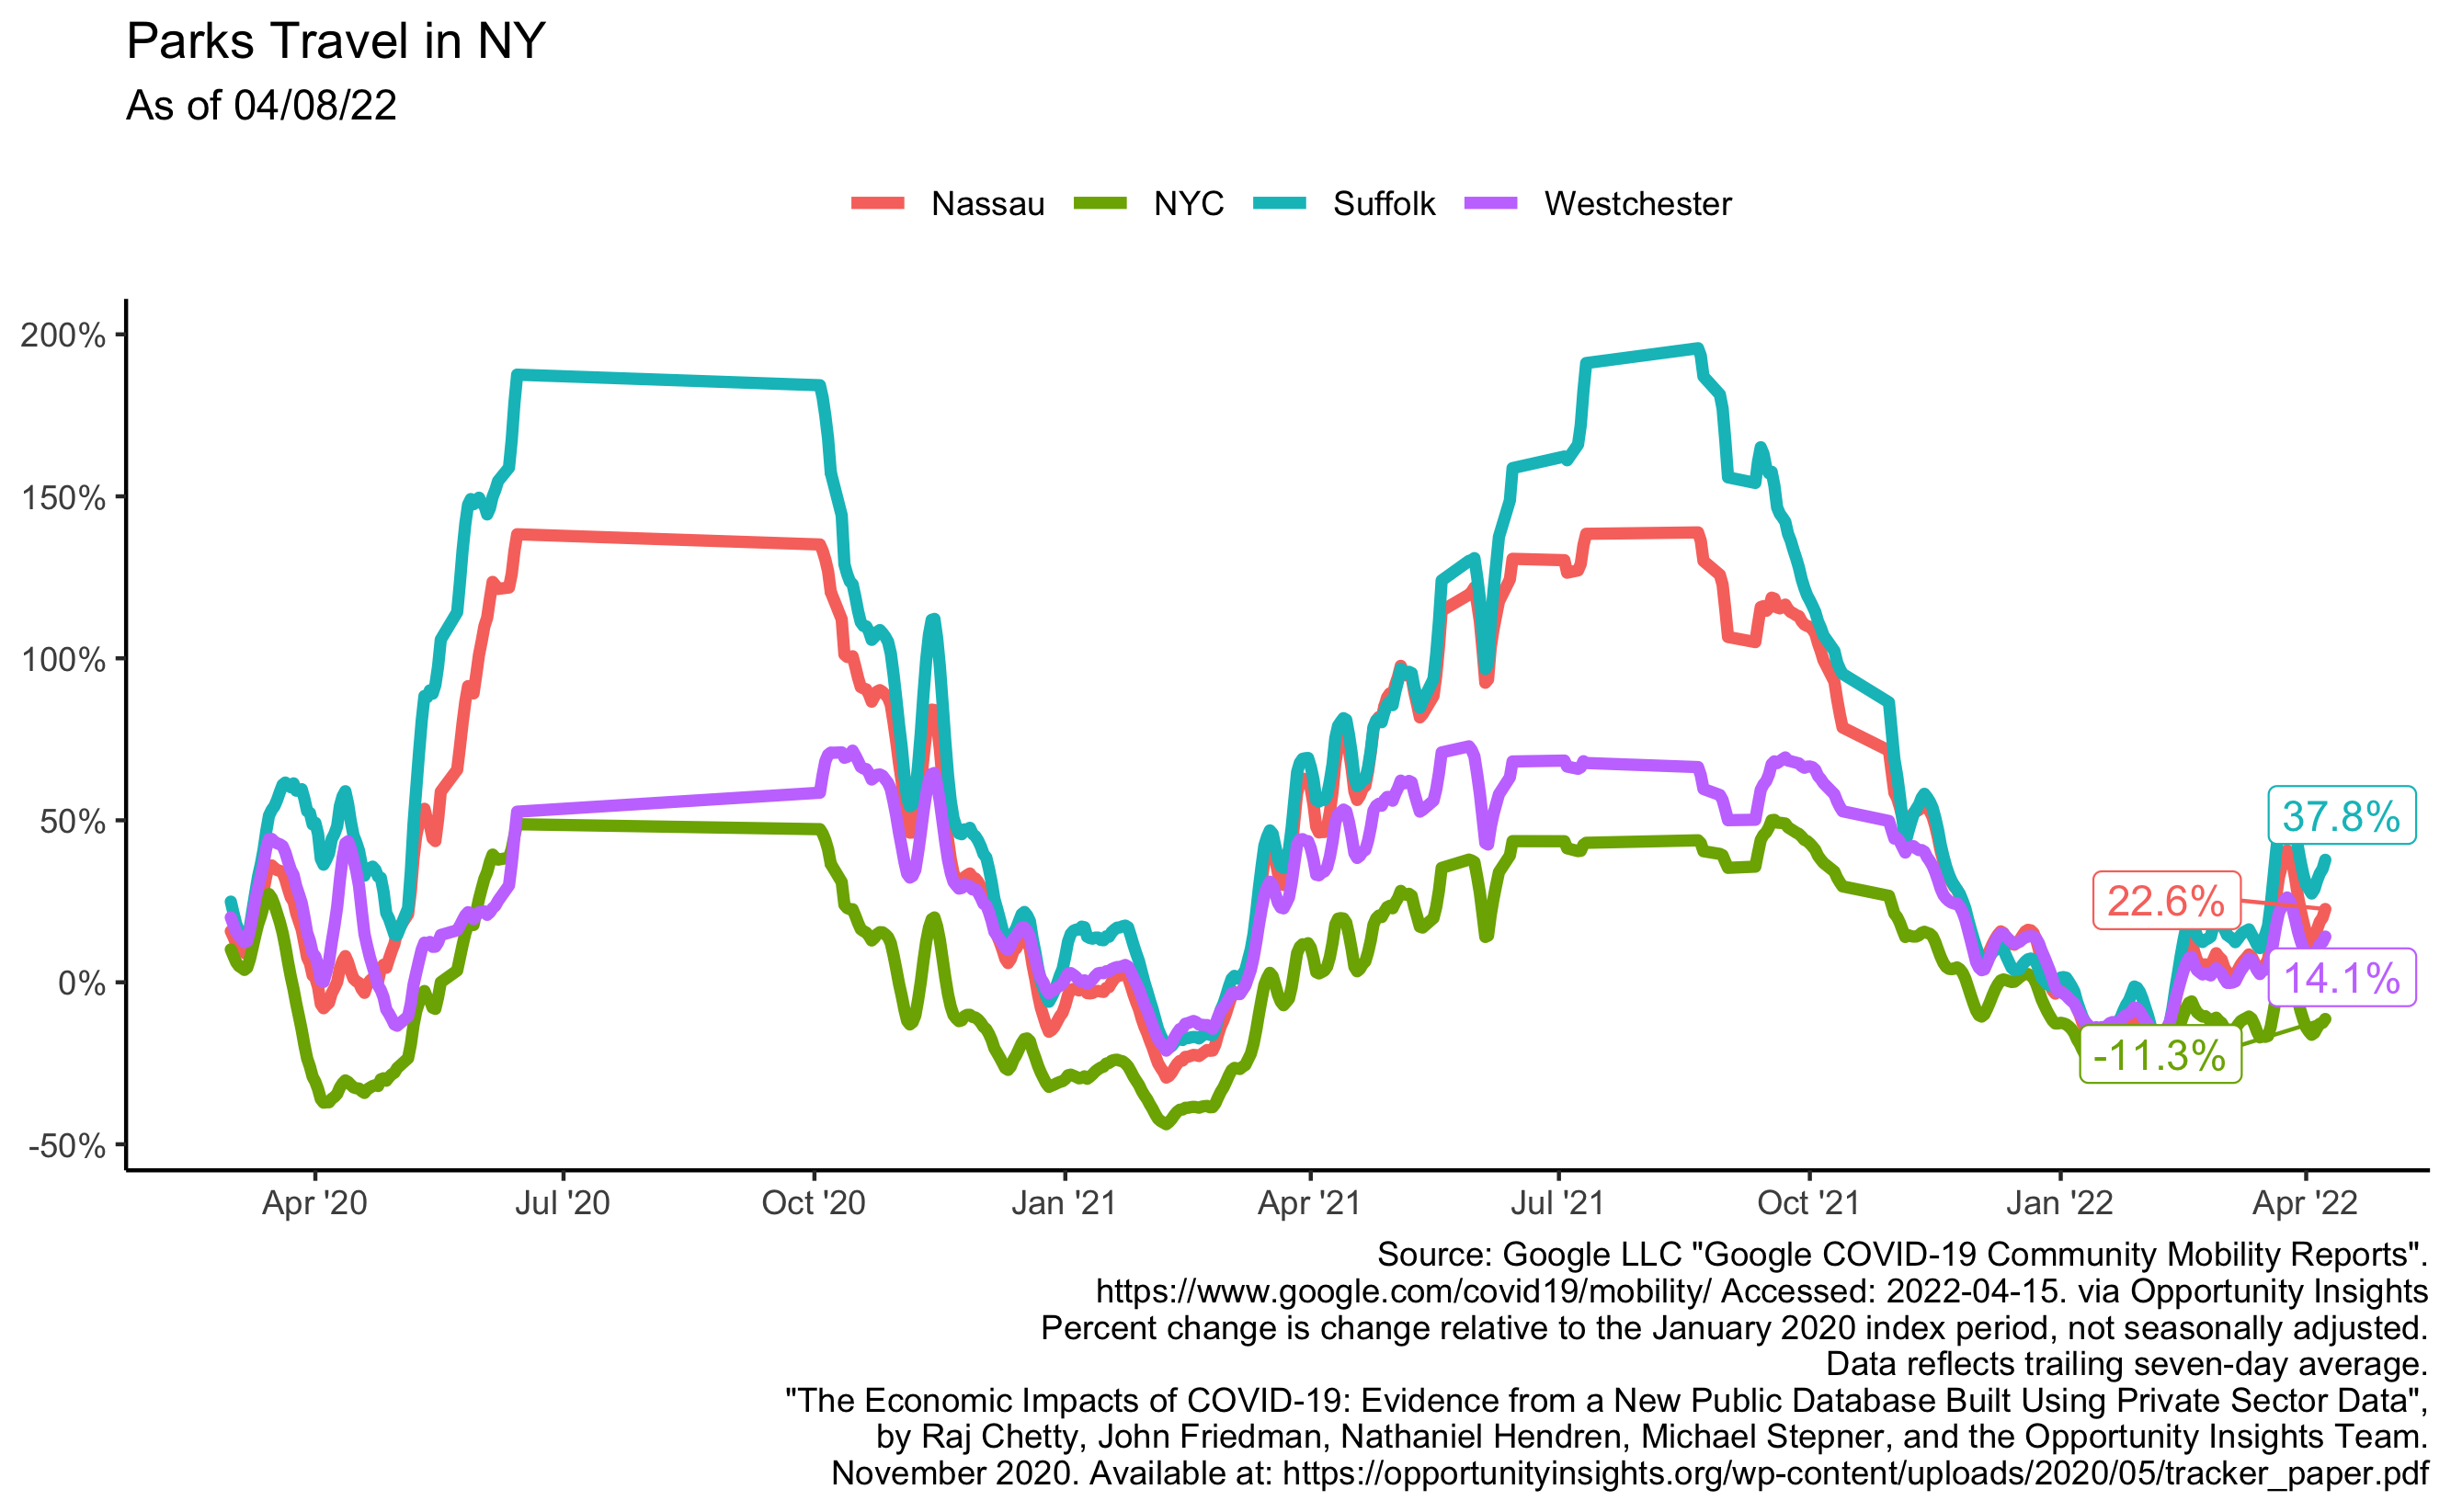 Parks Travel in NY
As of 04/08/22
Nassau NYC Suffolk Westchester
200%
150%
100%
50%
0%
-50%
37.8%
22.6%
14.1%
-11.3%
Apr '20 Jul '20 Oct '20 Jan '21 Apr '21 Jul '21 Oct '21 Jan '22 Apr '22
Source: Google LLC "Google COVID-19 Community Mobility Reports".
https://www.google.com/covid19/mobility/ Accessed: 2022-04-15. via Opportunity Insights
Percent change is change relative to the January 2020 index period, not seasonally adjusted.
Data reflects trailing seven-day average.
"The Economic Impacts of COVID-19: Evidence from a New Public Database Built Using Private Sector Data",
by Raj Chetty, John Friedman, Nathaniel Hendren, Michael Stepner, and the Opportunity Insights Team.
November 2020. Available at: https://opportunityinsights.org/wp-content/uploads/2020/05/tracker_paper.pdf